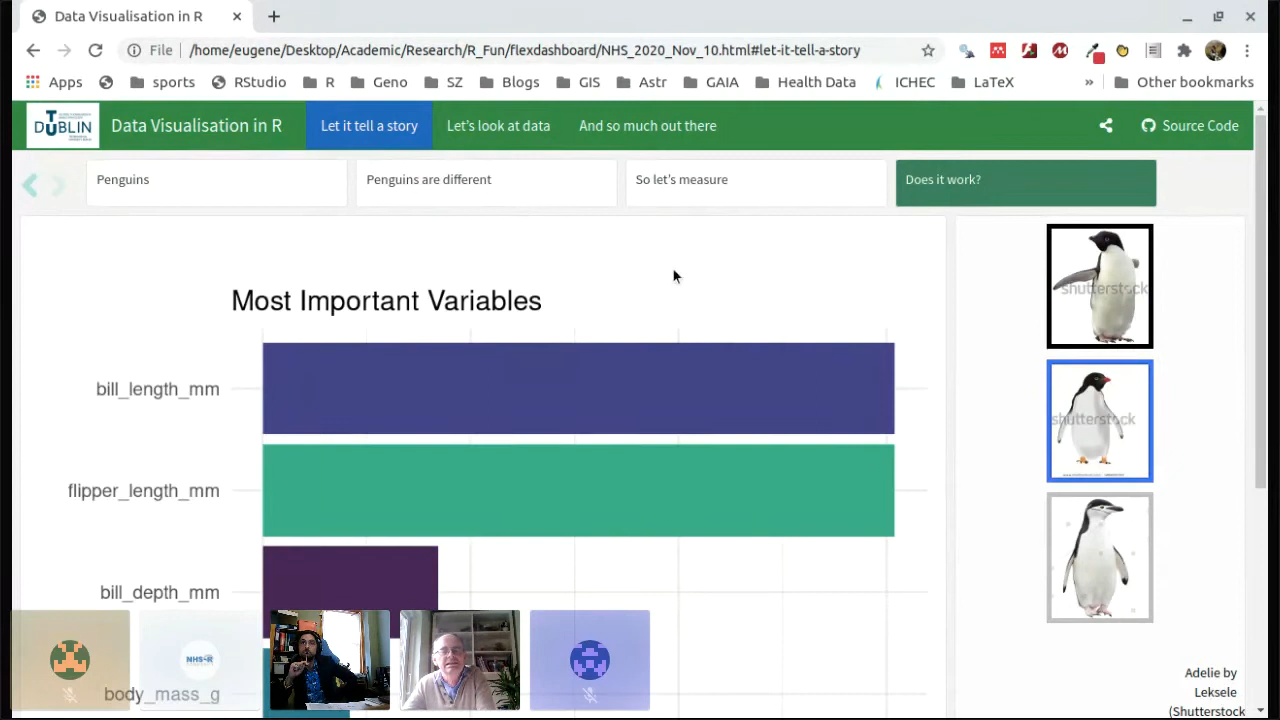 Data Visualisation in R
File
/home/eugene/Desktop/Academic/Research/R_Fun/flexdashboard/NHS_2020_Nov_10.html#let-it-tell-a-story
Apps sports RStudio R Geno SZ Blogs GIS Astr GAIA Health Data ICHEC LaTeX » Other bookmarks
T
DUBLIN
U
Data Visualisation in R
Let it tell a story
Let's look at data
And so much out there
Source Code
Penguins
Penguins are different
So let's measure
Does it work?
Most Important Variables
bill_length_mm
flipper_length_mm
bill_depth_mm
body_mass_g
shutterstock
shutterstock
Adelie by
Leksele
(Shutterstock
NHS-R